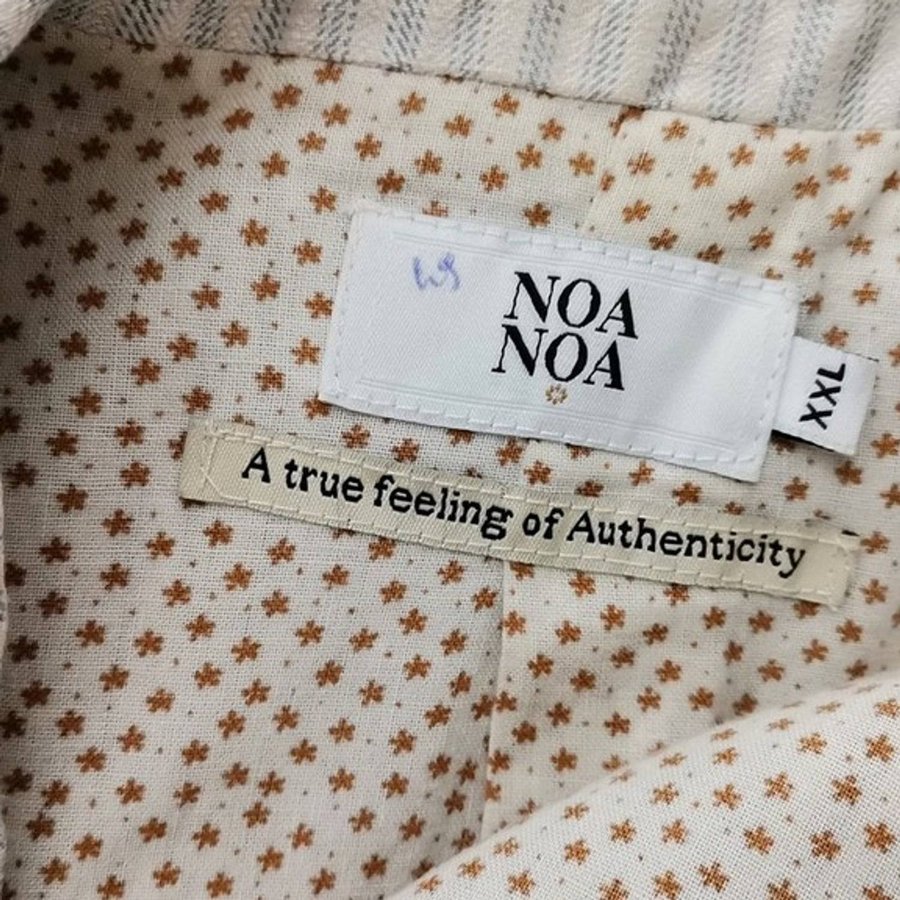 NOA
NOA
XXL
A true feeling of Authenticity